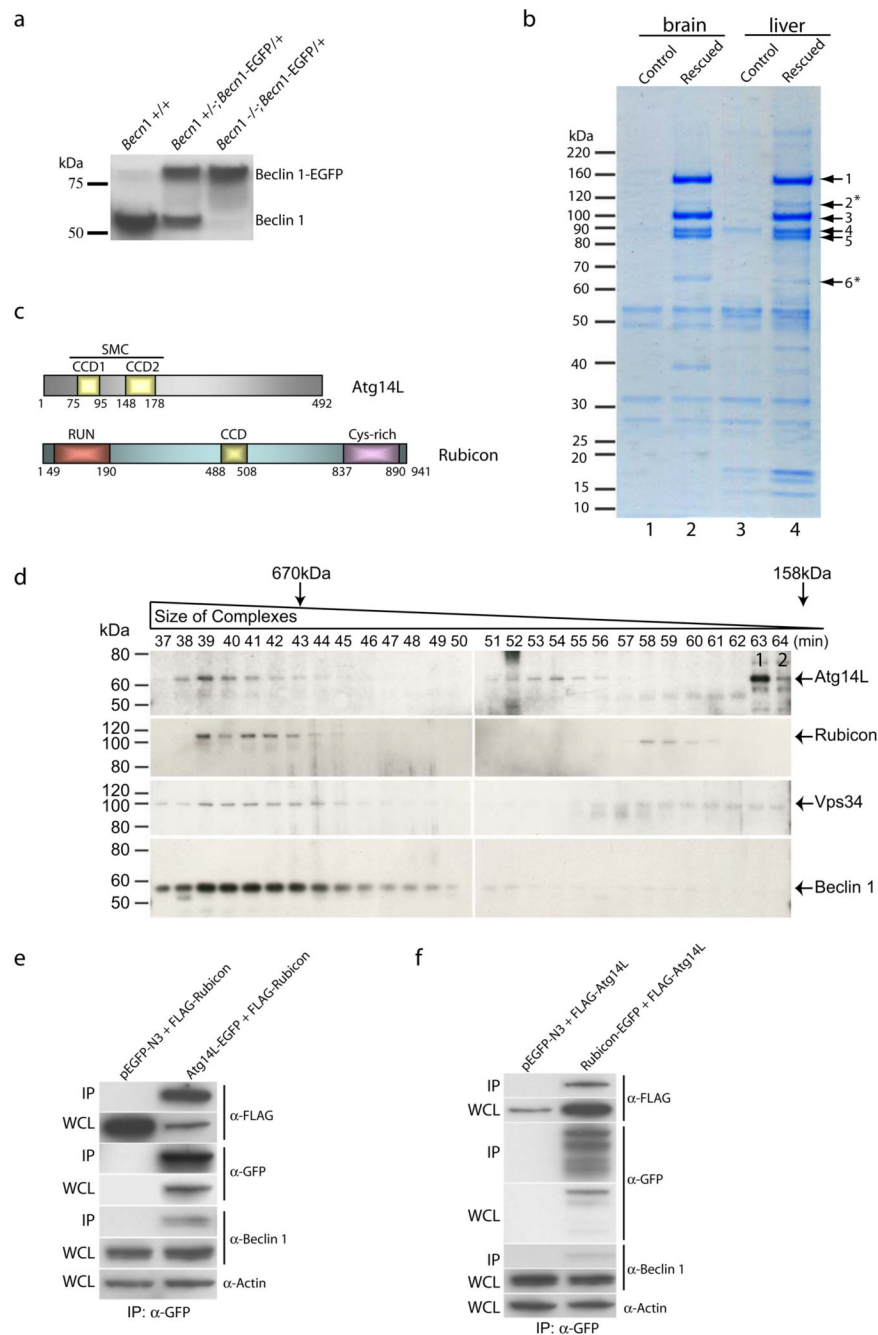 a
Becn1 +/+
Becn1 +/-;Becn1-EGFP/+
Becn1 -/-;Becn1-EGFP/+
kDa
75
50
Beclin 1-EGFP
Beclin 1
b
brain
liver
Control
Rescued
Control
Rescued
kDa
220
160
120
100
90
80
70
60
50
40
30
25
20
15
10
1
2*
3
4
5
6*
1 2 3 4
c
SMC
CCD1 CCD2
Atg14L
1 75 95 148 178 492
RUN CCD Cys-rich
Rubicon
1 49 190 488 508 837 890 941
d
670kDa 158kDa
Size of Complexes
kDa
37 38 39 40 41 42 43 44 45 46 47 48 49 50 51 52 53 54 55 56 57 58 59 60 61 62 63 64 (min)
1 2
80
60
50
Atg14L
120
100
80
Rubicon
120
100
80
Vps34
80
60
50
Beclin 1
e
pEGFP-N3 + FLAG-Rubicon
Atg14L-EGFP + FLAG-Rubicon
IP
WCL
α-FLAG
IP
WCL
α-GFP
IP
WCL
α-Beclin 1
WCL
α-Actin
IP: α-GFP
f
pEGFP-N3 + FLAG-Atg14L
Rubicon-EGFP + FLAG-Atg14L
IP
WCL
α-FLAG
IP
WCL
α-GFP
IP
WCL
α-Beclin 1
WCL
α-Actin
IP: α-GFP